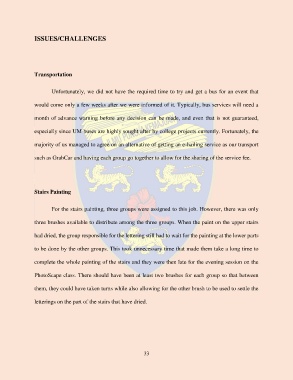 ISSUES/CHALLENGES
Transportation
Unfortunately, we did not have the required time to try and get a bus for an event that
would come only a few weeks after we were informed of it. Typically, bus services will need a
month of advance warning before any decision can be made, and even that is not guaranteed,
especially since UM buses are highly sought after by college projects currently. Fortunately, the
majority of us managed to agree on an alternative of getting an e-hailing service as our transport
such as GrabCar and having each group go together to allow for the sharing of the service fee.
Stairs Painting
For the stairs painting, three groups were assigned to this job. However, there was only
three brushes available to distribute among the three groups. When the paint on the upper stairs
had dried, the group responsible for the lettering still had to wait for the painting at the lower parts
to be done by the other groups. This took unnecessary time that made them take a long time to
complete the whole painting of the stairs and they were then late for the evening session on the
PhotoScape class. There should have been at least two brushes for each group so that between
them, they could have taken turns while also allowing for the other brush to be used to settle the
letterings on the part of the stairs that have dried.
33